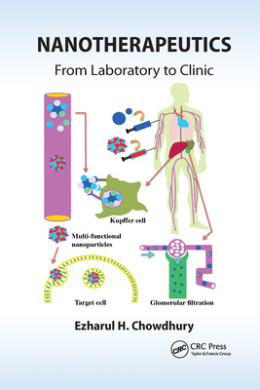 NANOTHERAPEUTICS
From Laboratory to Clinic
Kupffer cell
Multi-functional
nanoparticles
Target cell
Glomerular filtration
Ezharul H. Chowdhury
CRC
CRC Press
Taylor & Francis Group